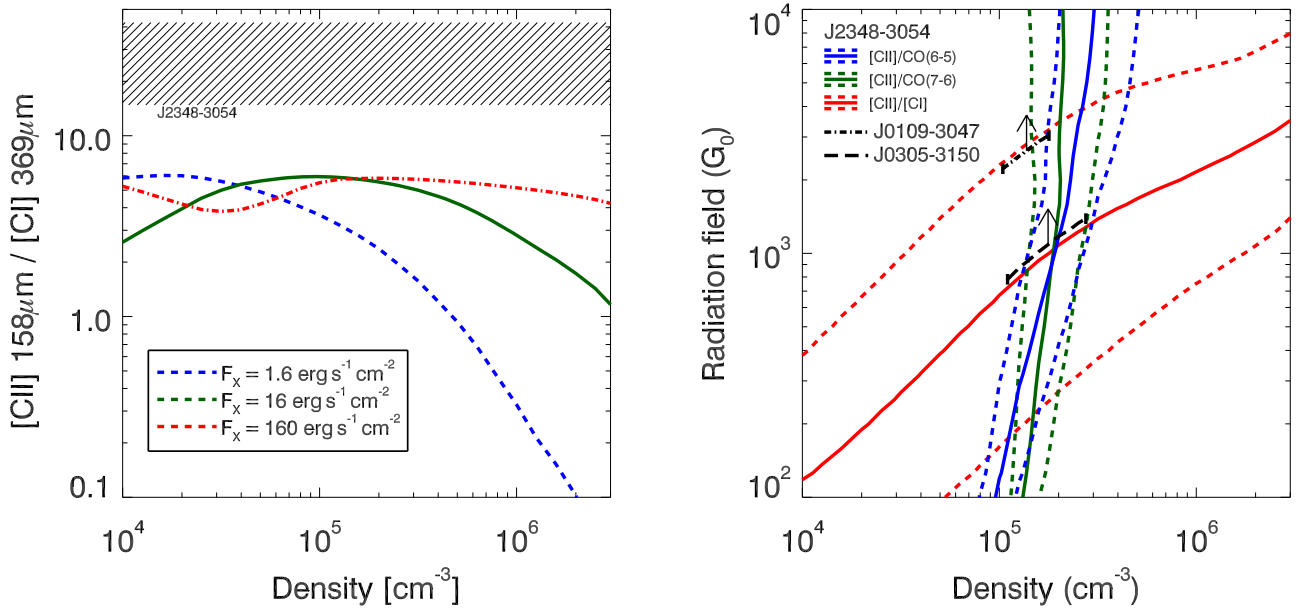 [CII] 158μm / [CI] 369μm
10.0
1.0
0.1
J2348-3054
F_X = 1.6 erg s^-1 cm^-2
F_X = 16 erg s^-1 cm^-2
F_X = 160 erg s^-1 cm^-2
10^4
10^5
10^6
Density [cm^-3]
Radiation field (G_0)
10^4
10^3
10^2
J2348-3054
[CII]/CO(6-5)
[CII]/CO(7-6)
[CII]/[CI]
J0109-3047
J0305-3150
10^4
10^5
10^6
Density (cm^-3)